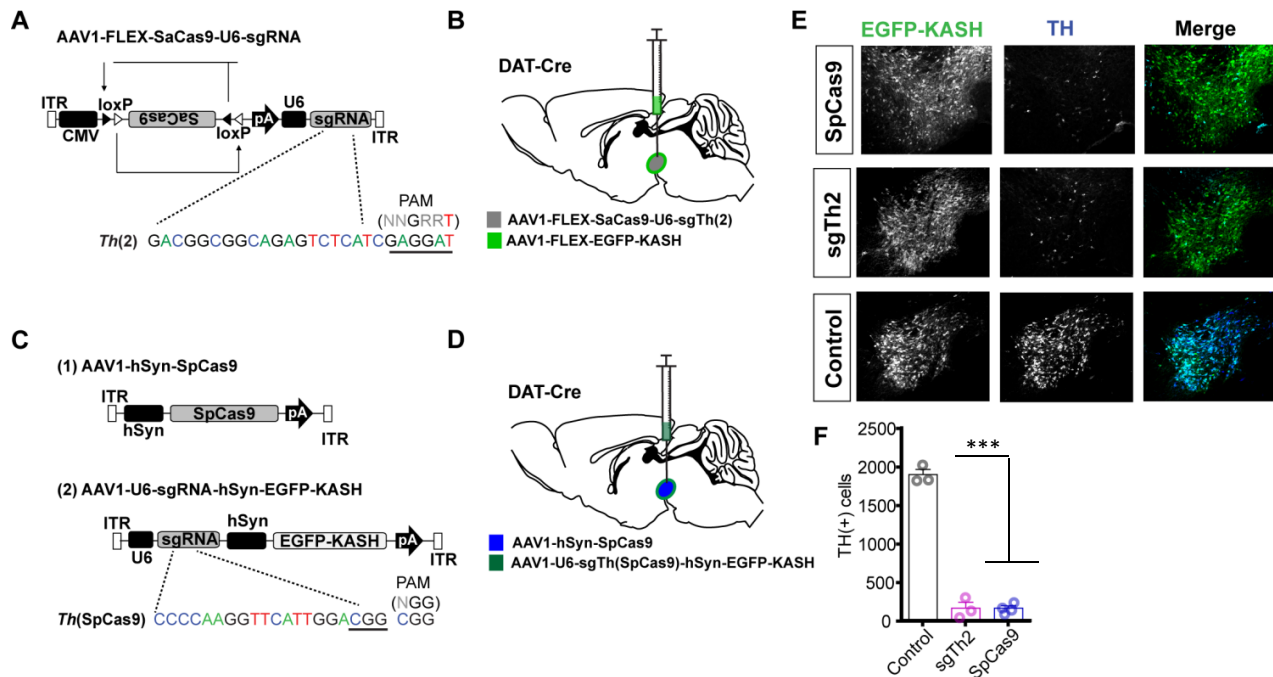 A
AAV1-FLEX-SaCas9-U6-sgRNA
ITR
loxP
SaCas9
CMV
loxP
pA
U6
sgRNA
ITR
PAM
(NNGRRT)
Th(2) GACGGCGGCAGAGTCTCATCGAGGAT
B
DAT-Cre
AAV1-FLEX-SaCas9-U6-sgTh(2)
AAV1-FLEX-EGFP-KASH
C
(1) AAV1-hSyn-SpCas9
ITR
SpCas9
pA
hSyn
ITR
(2) AAV1-U6-sgRNA-hSyn-EGFP-KASH
ITR
sgRNA
hSyn
EGFP-KASH
pA
U6
ITR
PAM
(NGG)
Th(SpCas9) CCCCAAGGTTCATTGGACGG CGG
D
DAT-Cre
AAV1-hSyn-SpCas9
AAV1-U6-sgTh(SpCas9)-hSyn-EGFP-KASH
E
EGFP-KASH TH Merge
SpCas9
sgTh2
Control
F
TH(+) cells
2500
2000
1500
1000
500
0
***
Control
sgTh2
SpCas9